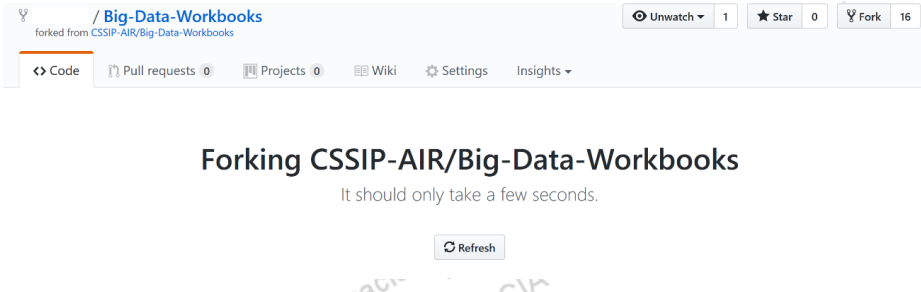 / Big-Data-Workbooks
Unwatch 1 Star 0 Fork 16
forked from CSSIP-AIR/Big-Data-Workbooks
Code Pull requests 0 Projects 0 Wiki Settings Insights
Forking CSSIP-AIR/Big-Data-Workbooks
It should only take a few seconds.
Refresh